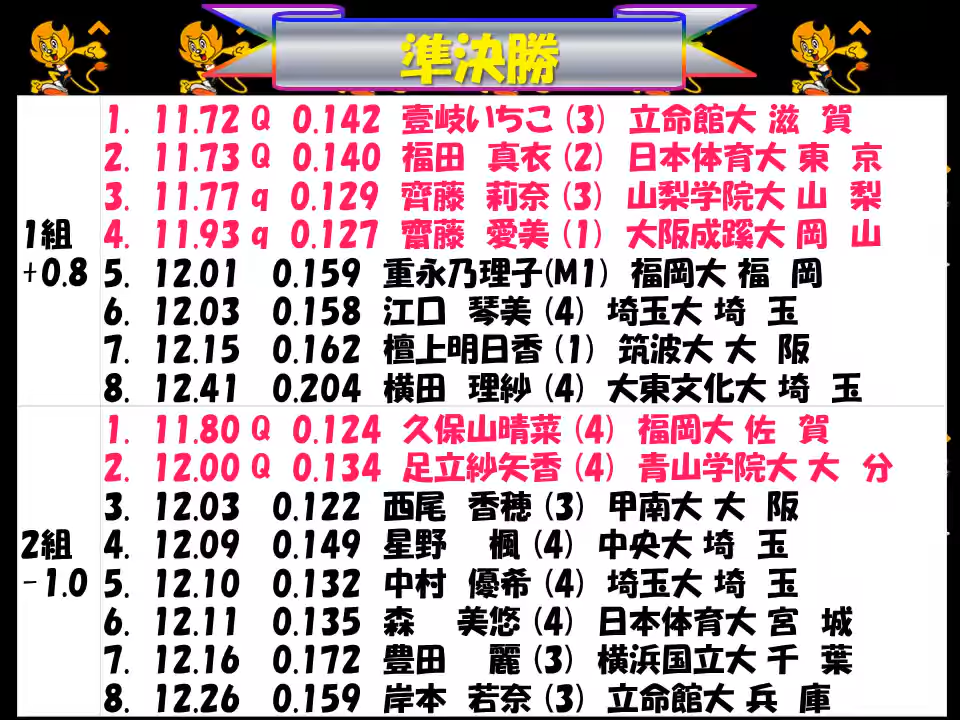 準決勝
1組
+0.8
1. 11.72 Q 0.142 壹岐いちこ (3) 立命館大 滋 賀
2. 11.73 Q 0.140 福田 真衣 (2) 日本体育大 東 京
3. 11.77 q 0.129 齊藤 莉奈 (3) 山梨学院大 山 梨
4. 11.93 q 0.127 齋藤 愛美 (1) 大阪成蹊大 岡 山
5. 12.01 0.159 重永乃理子(M1) 福岡大 福 岡
6. 12.03 0.158 江口 琴美 (4) 埼玉大 埼 玉
7. 12.15 0.162 檀上明日香 (1) 筑波大 大 阪
8. 12.41 0.204 横田 理紗 (4) 大東文化大 埼 玉
2組
-1.0
1. 11.80 Q 0.124 久保山晴菜 (4) 福岡大 佐 賀
2. 12.00 Q 0.134 足立紗矢香 (4) 青山学院大 大 分
3. 12.03 0.122 西尾 香穂 (3) 甲南大 大 阪
4. 12.09 0.149 星野 楓 (4) 中央大 埼 玉
5. 12.10 0.132 中村 優希 (4) 埼玉大 埼 玉
6. 12.11 0.135 森 美悠 (4) 日本体育大 宮 城
7. 12.16 0.172 豊田 麗 (3) 横浜国立大 千 葉
8. 12.26 0.159 岸本 若奈 (3) 立命館大 兵 庫